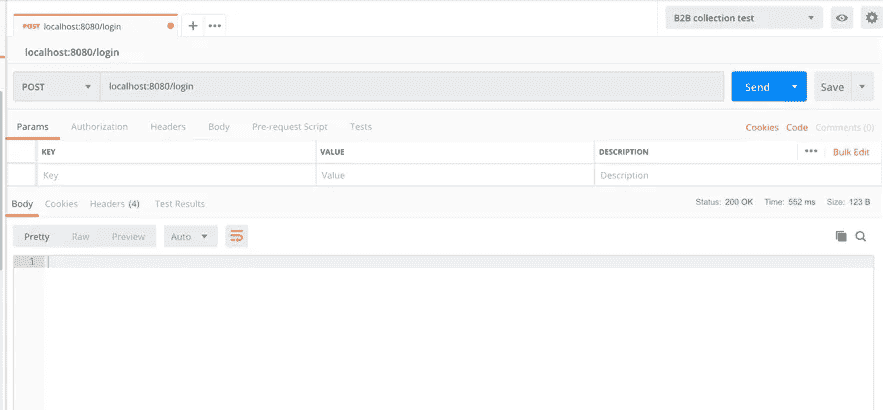 POST localhost:8080/login + ••• B2B collection test
localhost:8080/login
POST localhost:8080/login Send Save
Params Authorization Headers Body Pre-request Script Tests Cookies Code Comments (0)
KEY VALUE DESCRIPTION ••• Bulk Edit
Key Value Description
Body Cookies Headers (4) Test Results Status: 200 OK Time: 552 ms Size: 123 B
Pretty Raw Preview Auto
1